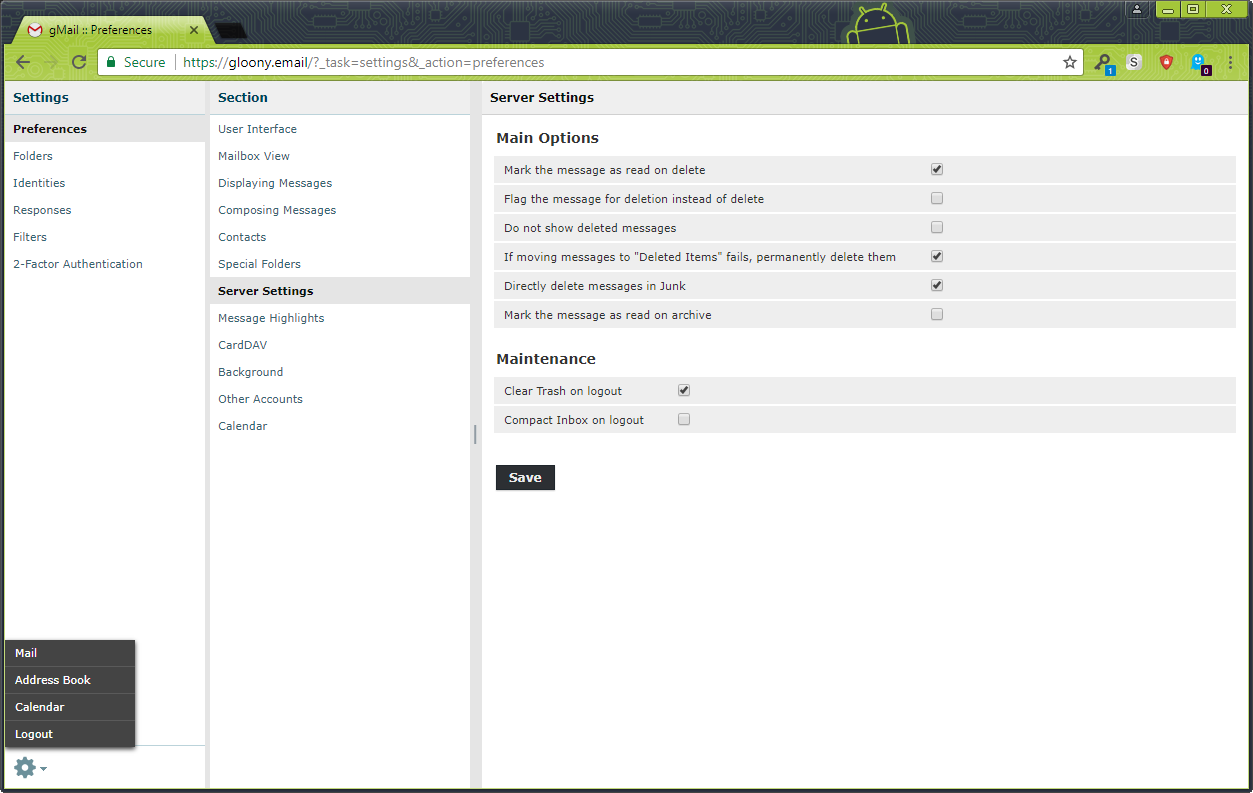 gMail :: Preferences
Secure https://gloony.email/?_task=settings&_action=preferences
1
S
0
Settings
Preferences
Folders
Identities
Responses
Filters
2-Factor Authentication
Section
User Interface
Mailbox View
Displaying Messages
Composing Messages
Contacts
Special Folders
Server Settings
Message Highlights
CardDAV
Background
Other Accounts
Calendar
Server Settings
Main Options
Mark the message as read on delete
Flag the message for deletion instead of delete
Do not show deleted messages
If moving messages to "Deleted Items" fails, permanently delete them
Directly delete messages in Junk
Mark the message as read on archive
Maintenance
Clear Trash on logout
Compact Inbox on logout
Save
Mail
Address Book
Calendar
Logout